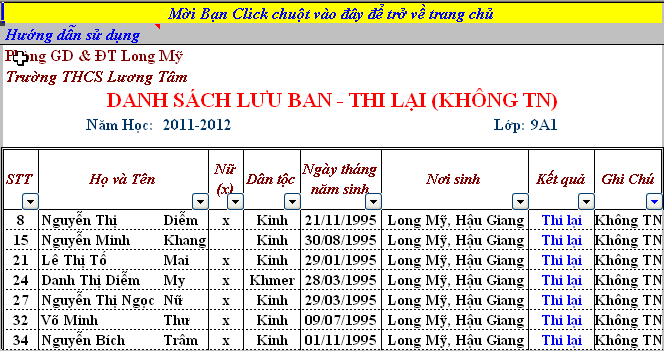 Mời Bạn Click chuột vào đây để trở về trang chủ
Hướng dẫn sử dụng
Phòng GD & ĐT Long Mỹ
Trường THCS Lương Tâm
DANH SÁCH LƯU BAN - THI LẠI (KHÔNG TN)
Năm Học: 2011-2012 Lớp: 9A1
STT Họ và Tên Nữ (x) Dân tộc Ngày tháng năm sinh Nơi sinh Kết quả Ghi Chú
8 Nguyễn Thị Diễm x Kinh 21/11/1995 Long Mỹ, Hậu Giang Thi lại Không TN
15 Nguyễn Minh Khang x Kinh 30/08/1995 Long Mỹ, Hậu Giang Thi lại Không TN
21 Lê Thị Tố Mai x Kinh 29/01/1995 Long Mỹ, Hậu Giang Thi lại Không TN
24 Danh Thị Diễm My x Khmer 28/03/1995 Long Mỹ, Hậu Giang Thi lại Không TN
27 Nguyễn Thị Ngọc Nữ x Kinh 29/03/1995 Long Mỹ, Hậu Giang Thi lại Không TN
32 Võ Minh Thư x Kinh 09/07/1995 Long Mỹ, Hậu Giang Thi lại Không TN
34 Nguyễn Bích Trâm x Kinh 01/11/1995 Long Mỹ, Hậu Giang Thi lại Không TN